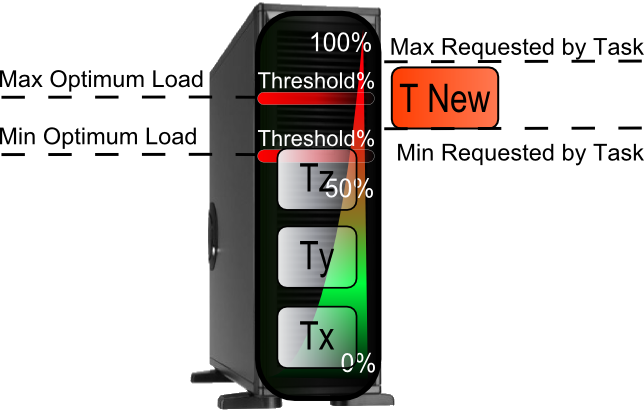 100%
Max Requested by Task
Max Optimum Load
Threshold%
T New
Min Optimum Load
Threshold%
Min Requested by Task
Tz
50%
Ty
Tx
0%